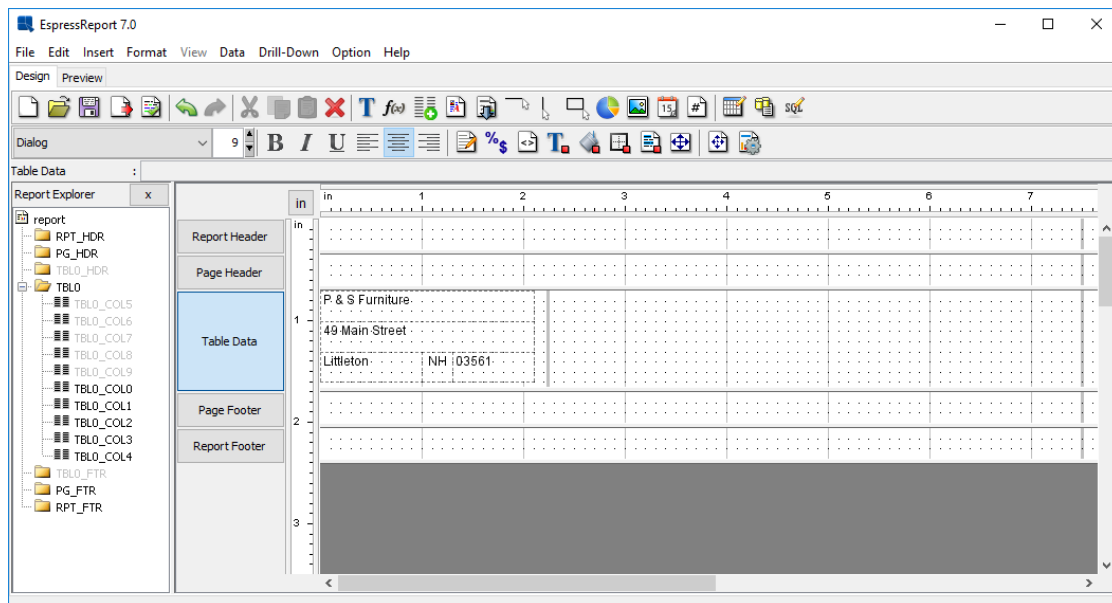 EspressReport 7.0
File Edit Insert Format View Data Drill-Down Option Help
Design Preview
T f(x) 15 # SQL
Dialog 9 B I U %$ <> T
Table Data :
Report Explorer x
in
in 1 2 3 4 5 6 7
report
RPT_HDR
PG_HDR
TBL0_HDR
TBL0
TBL0_COL5
TBL0_COL6
TBL0_COL7
TBL0_COL8
TBL0_COL9
TBL0_COL0
TBL0_COL1
TBL0_COL2
TBL0_COL3
TBL0_COL4
TBL0_FTR
PG_FTR
RPT_FTR
Report Header
Page Header
Table Data
Page Footer
Report Footer
in
1
2
3
P & S Furniture
49 Main Street
Littleton NH 03561